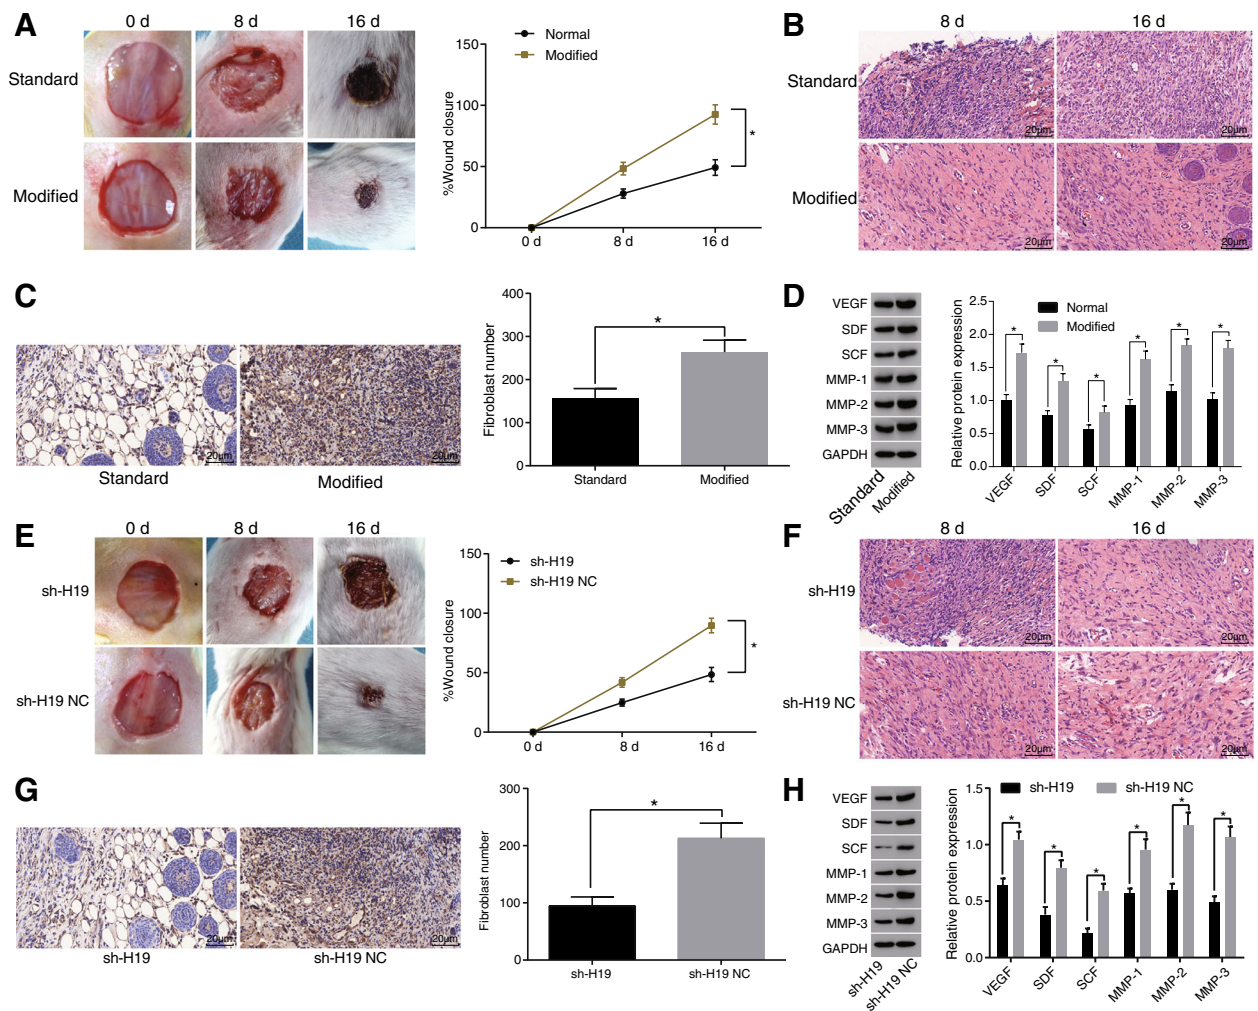 A
0 d
8 d
16 d
Standard
Modified
Normal
Modified
%Wound closure
150
100
50
0
0 d
8 d
16 d
*
B
8 d
16 d
Standard
Modified
20μm
20μm
20μm
20μm
C
20μm
20μm
Standard
Modified
Fibroblast number
400
300
200
100
0
*
Standard
Modified
D
VEGF
SDF
SCF
MMP-1
MMP-2
MMP-3
GAPDH
Standard
Modified
Relative protein expression
2.5
2.0
1.5
1.0
0.5
0.0
Normal
Modified
*
*
*
*
*
*
VEGF
SDF
SCF
MMP-1
MMP-2
MMP-3
E
0 d
8 d
16 d
sh-H19
sh-H19 NC
sh-H19
sh-H19 NC
%Wound closure
150
100
50
0
0 d
8 d
16 d
*
F
8 d
16 d
sh-H19
sh-H19 NC
20μm
20μm
20μm
20μm
G
20μm
20μm
sh-H19
sh-H19 NC
Fibroblast number
300
200
100
0
*
sh-H19
sh-H19 NC
H
VEGF
SDF
SCF
MMP-1
MMP-2
MMP-3
GAPDH
sh-H19
sh-H19 NC
Relative protein expression
1.5
1.0
0.5
0.0
sh-H19
sh-H19 NC
*
*
*
*
*
*
VEGF
SDF
SCF
MMP-1
MMP-2
MMP-3